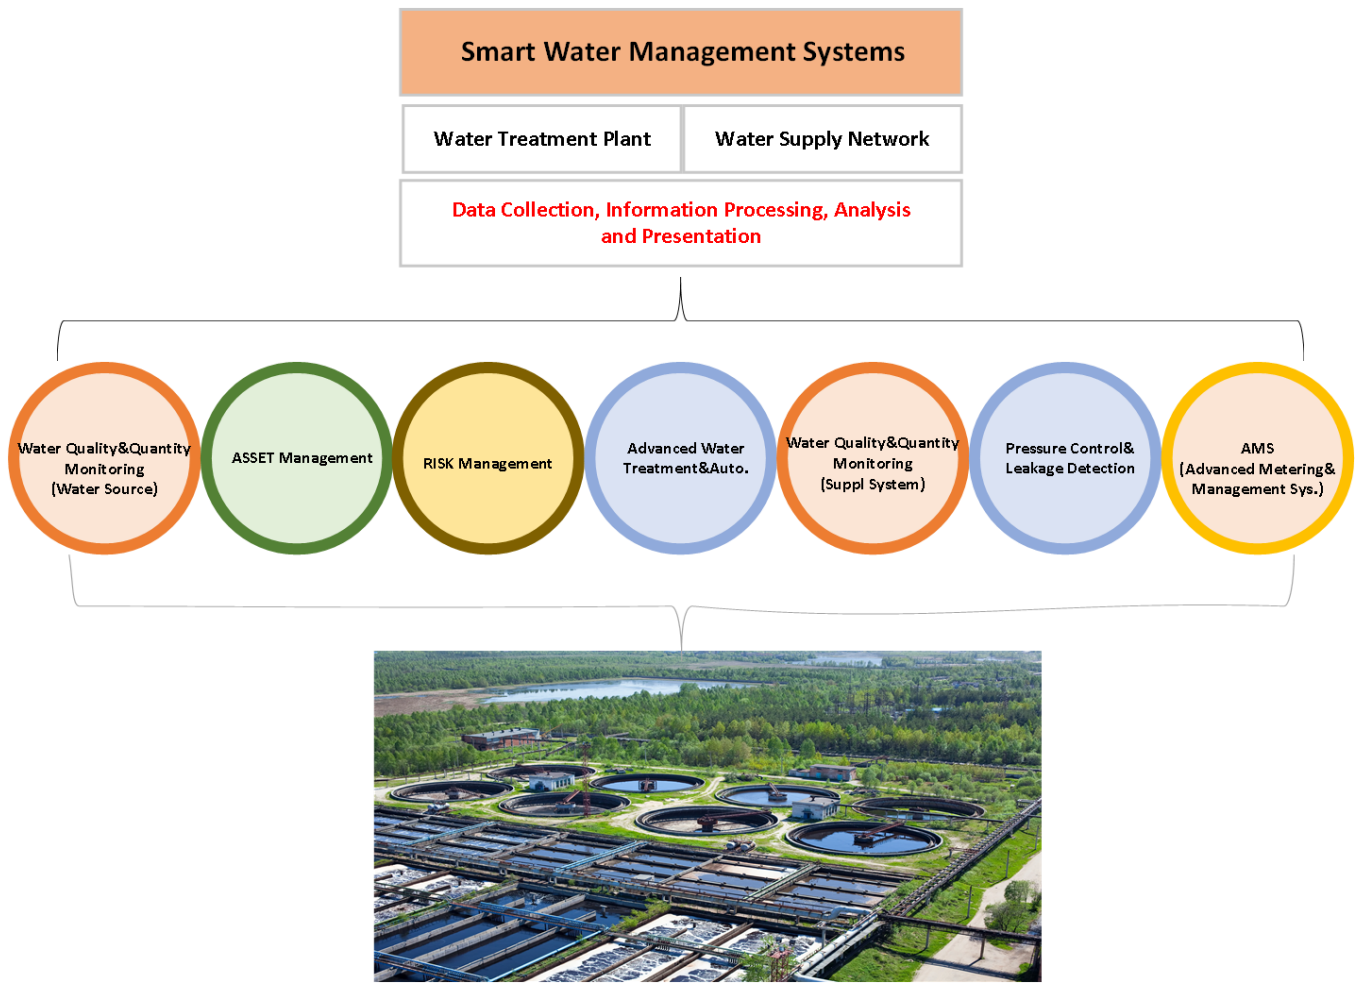 Smart Water Management Systems
Water Treatment Plant
Water Supply Network
Data Collection, Information Processing, Analysis
and Presentation
Water Quality&Quantity
Monitoring
(Water Source)
ASSET Management
RISK Management
Advanced Water
Treatment&Auto.
Water Quality&Quantity
Monitoring
(Suppl System)
Pressure Control&
Leakage Detection
AMS
(Advanced Metering&
Management Sys.)